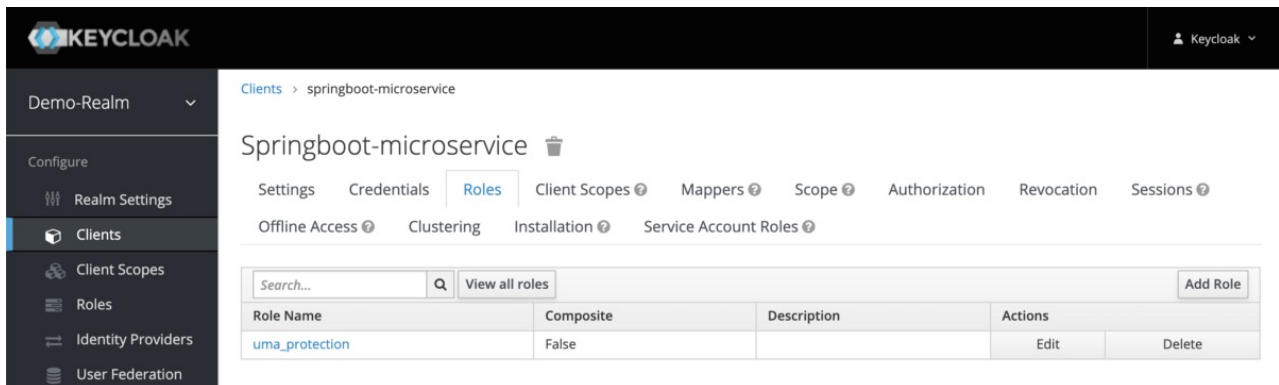 KEYCLOAK
Keycloak
Demo-Realm
Configure
Realm Settings
Clients
Client Scopes
Roles
Identity Providers
User Federation
Clients > springboot-microservice
Springboot-microservice
Settings Credentials Roles Client Scopes Mappers Scope Authorization Revocation Sessions
Offline Access Clustering Installation Service Account Roles
Search... View all roles Add Role
Role Name Composite Description Actions
uma_protection False Edit Delete